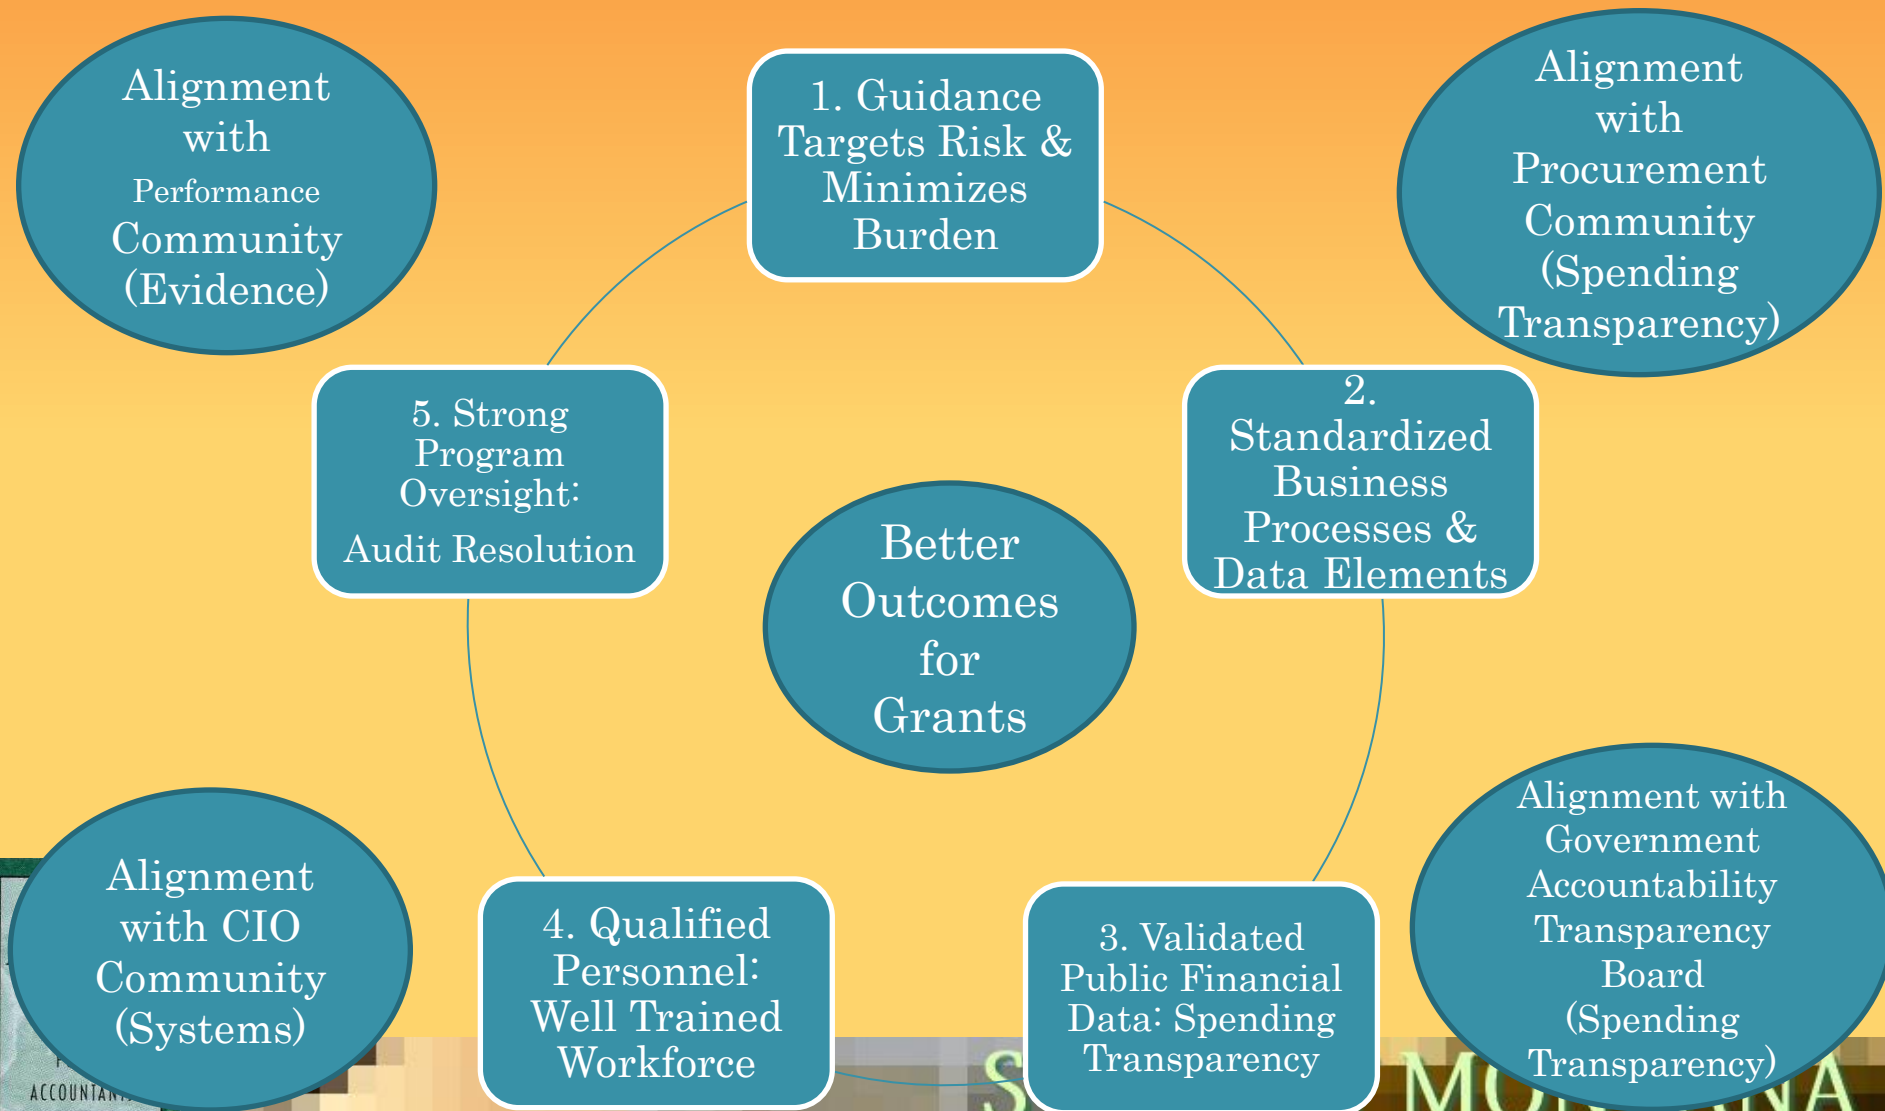 Alignment
with
Performance
Community
(Evidence)
1. Guidance
Targets Risk &
Minimizes
Burden
Alignment
with
Procurement
Community
(Spending
Transparency)
5. Strong
Program
Oversight:
Audit Resolution
2.
Standardized
Business
Processes &
Data Elements
Better
Outcomes
for
Grants
Alignment
with CIO
Community
(Systems)
4. Qualified
Personnel:
Well Trained
Workforce
3. Validated
Public Financial
Data: Spending
Transparency
Alignment with
Government
Accountability
Transparency
Board
(Spending
Transparency)